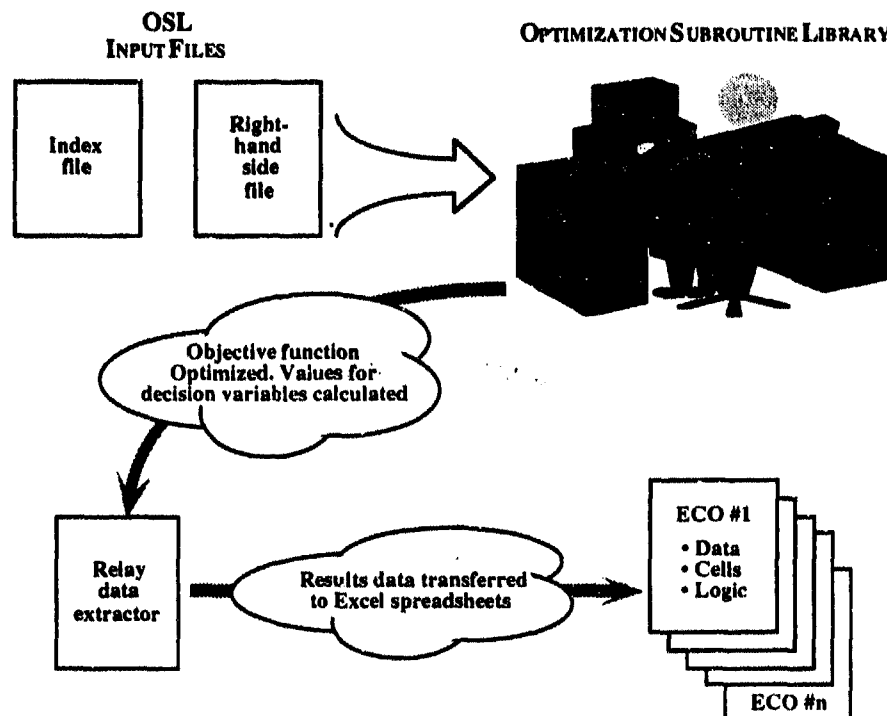 OSL
INPUT FILES
OPTIMIZATION SUBROUTINE LIBRARY
Index
file
Right-
hand
side
file
Objective function
Optimized. Values for
decision variables calculated
Relay
data
extractor
Results data transferred
to Excel spreadsheets
ECO #1
• Data
• Cells
• Logic
ECO #n